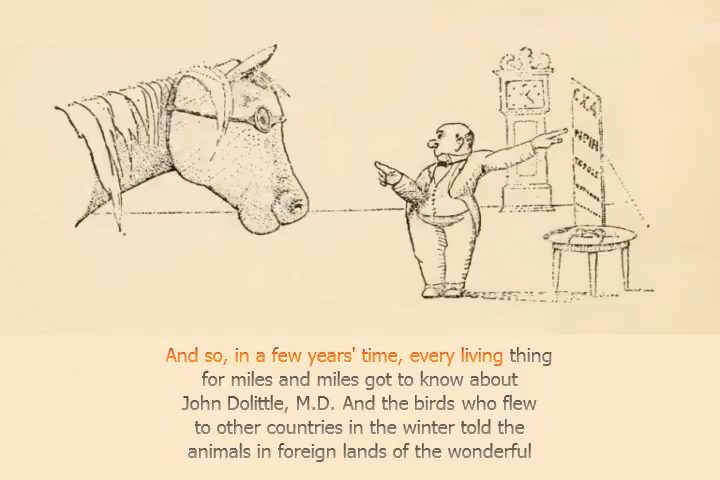 And so, in a few years' time, every living thing
for miles and miles got to know about
John Dolittle, M.D. And the birds who flew
to other countries in the winter told the
animals in foreign lands of the wonderful